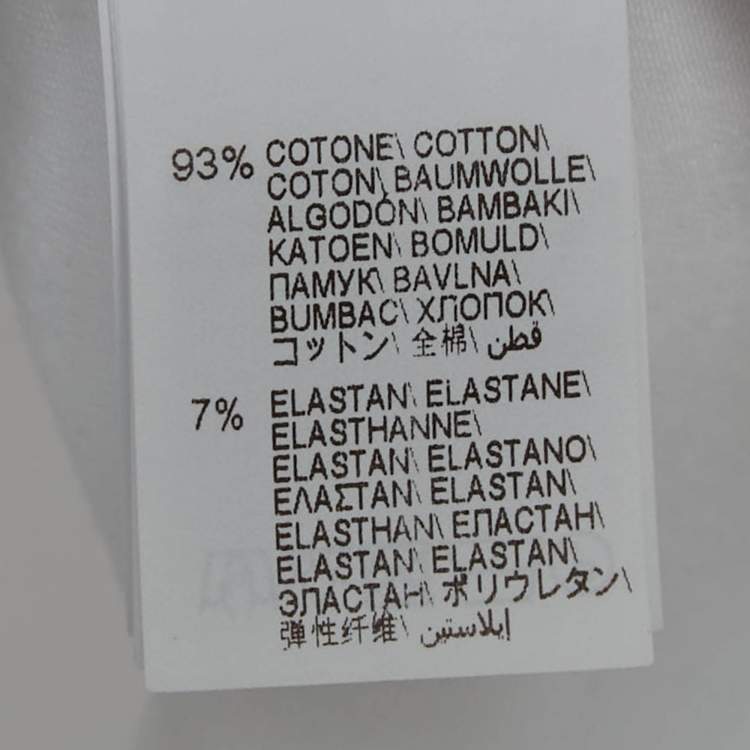 93% COTONE\ COTTON\
COTON\ BAUMWOLLE\
ALGODÓN\ BAMBAKI\
KATOEN\ BOMULD\
ПАМУК\ BAVLNA\
BUMBAC\ ХЛОПОК\
コットン\ 全棉\ قطن
7% ELASTAN\ ELASTANE\
ELASTHANNE\
ELASTAN\ ELASTANO\
ΕΛΑΣΤΑΝ\ ELASTAN\
ELASTHAN\ ЕЛАСТАН\
ELASTAN\ ELASTAN\
ЭЛАСТАН\ ポリウレタン\
弹性纤维\ إيلاستين